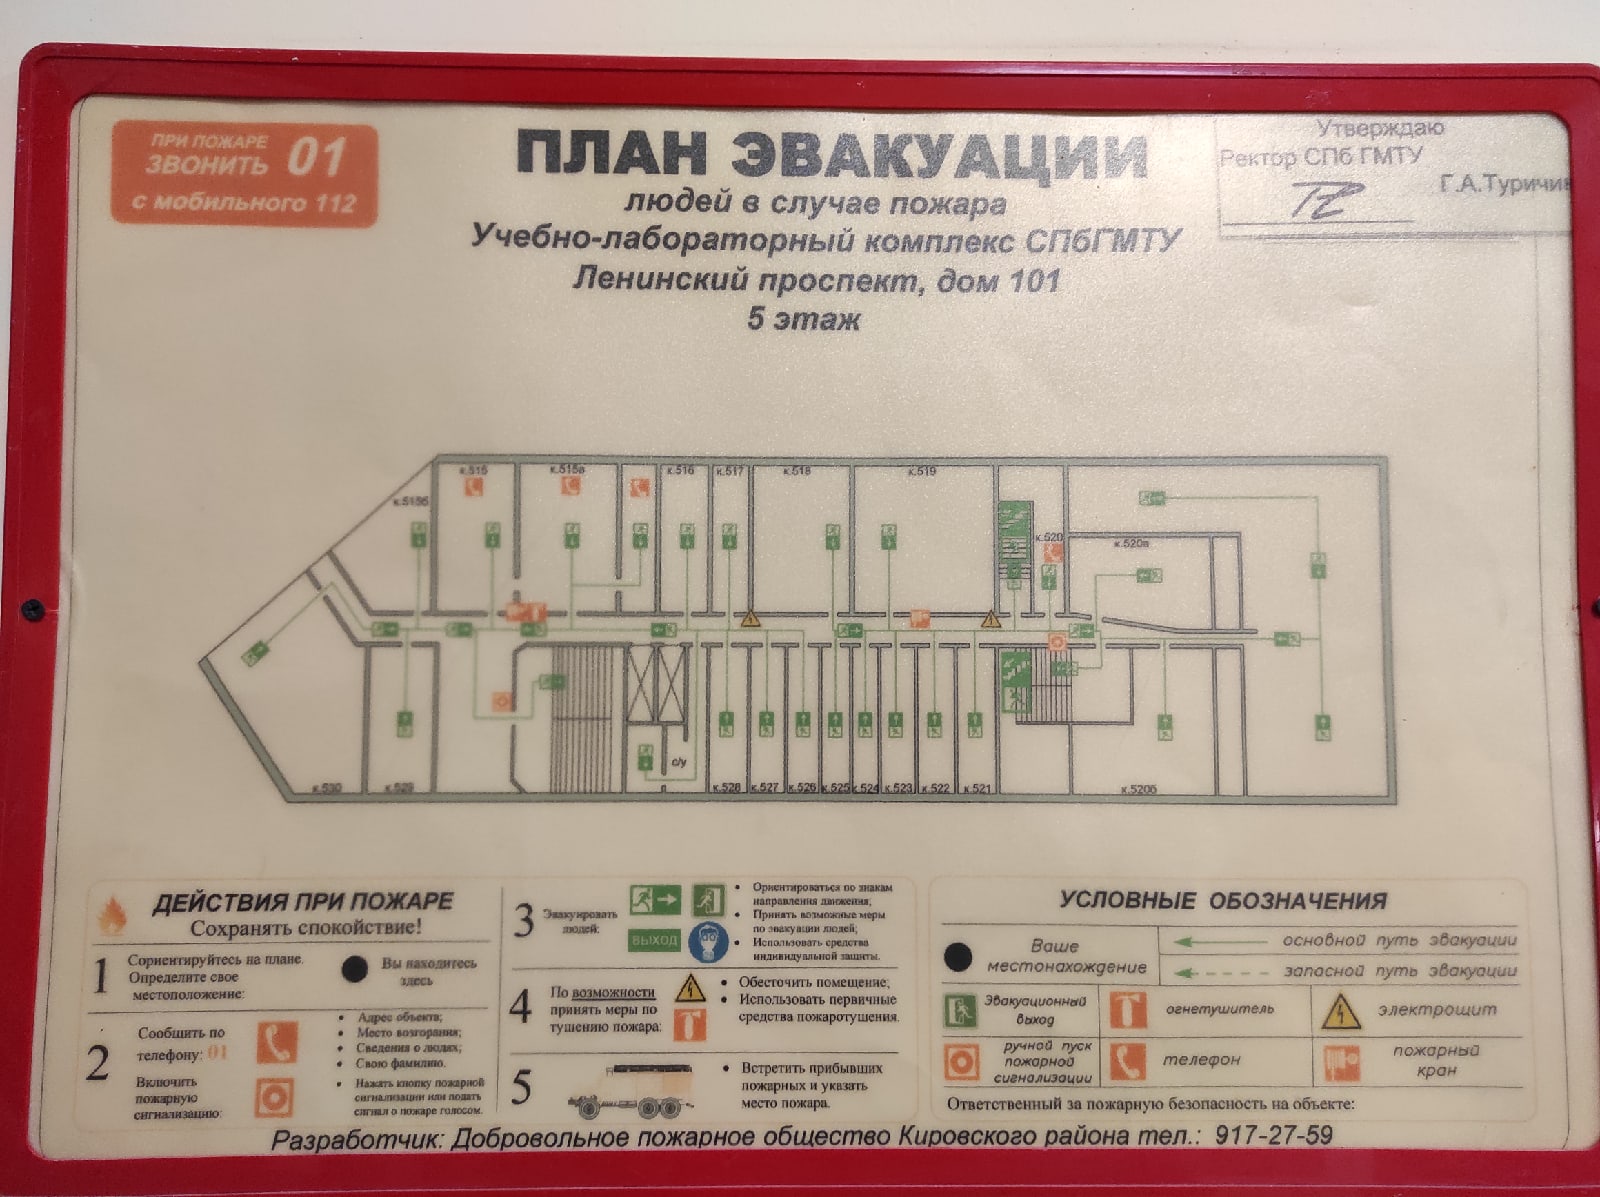 ПРИ ПОЖАРЕ
ЗВОНИТЬ 01
с мобильного 112
ПЛАН ЭВАКУАЦИИ
людей в случае пожара
Учебно-лабораторный комплекс СПбГМТУ
Ленинский проспект, дом 101
5 этаж
Утверждаю
Ректор СПб ГМТУ
Г.А.Туричин
к.515б
к.515
к.515а
к.516
к.517
к.518
к.519
к.520
к.520а
к.530
к.529
с/у
к.528
к.527
к.526
к.525
к.524
к.523
к.522
к.521
к.520б
ДЕЙСТВИЯ ПРИ ПОЖАРЕ
Сохранять спокойствие!
1
Сориентируйтесь на плане.
Определите свое
местоположение:
Вы находитесь
здесь
2
Сообщить по
телефону: 01
• Адрес объекта;
• Место возгорания;
• Сведения о людях;
• Свою фамилию.
Включить
пожарную
сигнализацию:
• Нажать кнопку пожарной
сигнализации или подать
сигнал о пожаре голосом.
3
Эвакуировать
людей:
ВЫХОД
• Ориентироваться по знакам
направления движения;
• Принять возможные меры
по эвакуации людей;
• Использовать средства
индивидуальной защиты.
4
По возможности
принять меры по
тушению пожара:
• Обесточить помещение;
• Использовать первичные
средства пожаротушения.
5
• Встретить прибывших
пожарных и указать
место пожара.
УСЛОВНЫЕ ОБОЗНАЧЕНИЯ
Ваше
местонахождение
основной путь эвакуации
запасной путь эвакуации
Эвакуационный
выход
огнетушитель
электрощит
ручной пуск
пожарной
сигнализации
телефон
пожарный
кран
Ответственный за пожарную безопасность на объекте:
Разработчик: Добровольное пожарное общество Кировского района тел.: 917-27-59